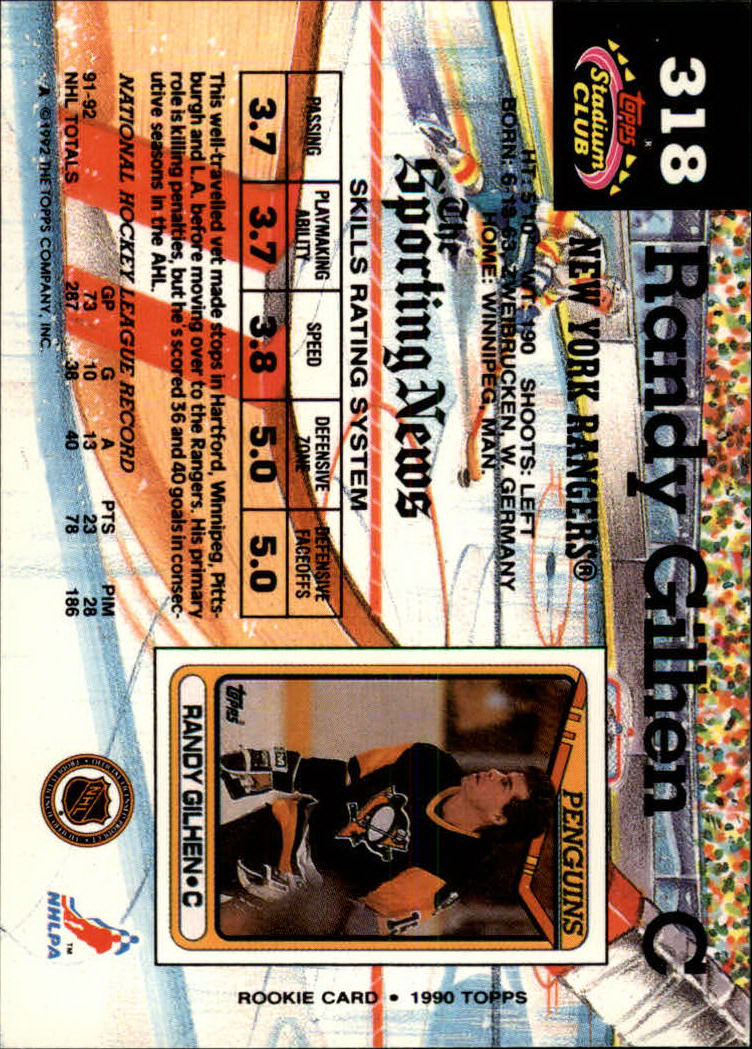 318
topps®
Stadium
CLUB
Randy Gilhen C
NEW YORK RANGERS®
HT: 5-10 WT: 190 SHOOTS: LEFT
BORN: 6-13-63, ZWEIBRUCKEN, W. GERMANY
HOME: WINNIPEG, MAN.
The
Sporting News
SKILLS RATING SYSTEM
PASSING PLAYMAKING ABILITY SPEED DEFENSIVE ZONE DEFENSIVE FACEOFFS
3.7 3.7 3.8 5.0 5.0
This well-travelled vet made stops in Hartford, Winnipeg, Pitts-
burgh and L.A. before moving over to the Rangers. His primary
role is killing penalties, but he's scored 36 and 40 goals in consec-
utive seasons in the AHL.
NATIONAL HOCKEY LEAGUE RECORD
GP G A PTS PIM
91-92 73 10 13 23 28
NHL TOTALS 287 38 40 78 186
*A ©1992 THE TOPPS COMPANY, INC.
PENGUINS
topps
RANDY GILHEN • C
ROOKIE CARD • 1990 TOPPS
NHL
NHLPA™